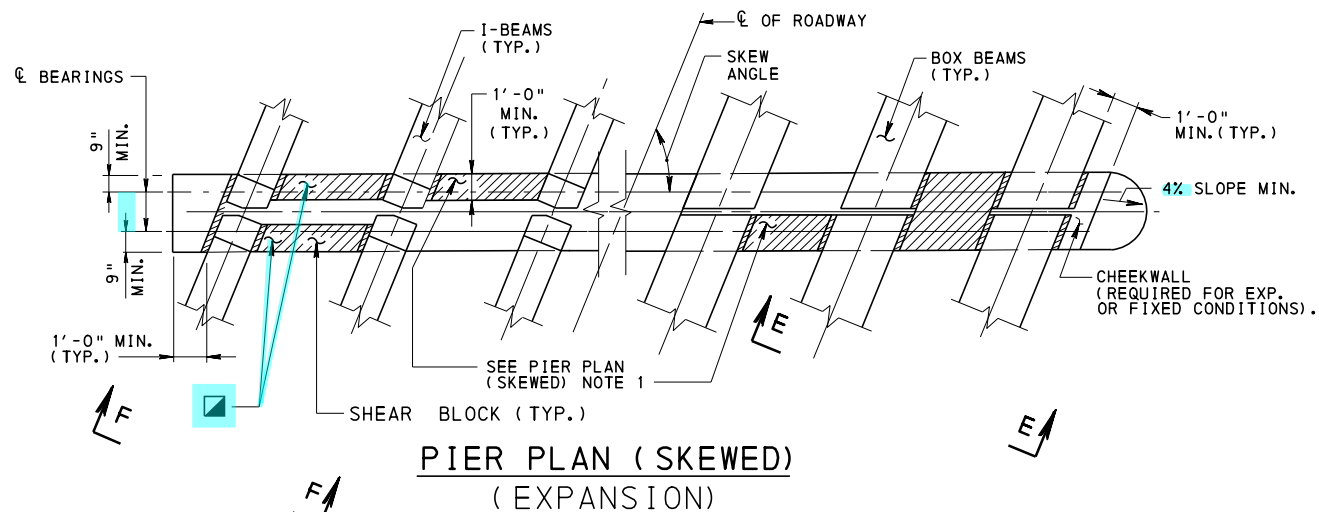 I-BEAMS
(TYP.)
℄ OF ROADWAY
SKEW
ANGLE
BOX BEAMS
(TYP.)
℄ BEARINGS
1'-0"
MIN.
(TYP.)
1'-0"
MIN.(TYP.)
9"
MIN.
4% SLOPE MIN.
9"
MIN.
CHEEKWALL
(REQUIRED FOR EXP.
OR FIXED CONDITIONS).
E
1'-0" MIN.
(TYP.)
SEE PIER PLAN
(SKEWED) NOTE 1
F
SHEAR BLOCK (TYP.)
E
PIER PLAN (SKEWED)
(EXPANSION)
F